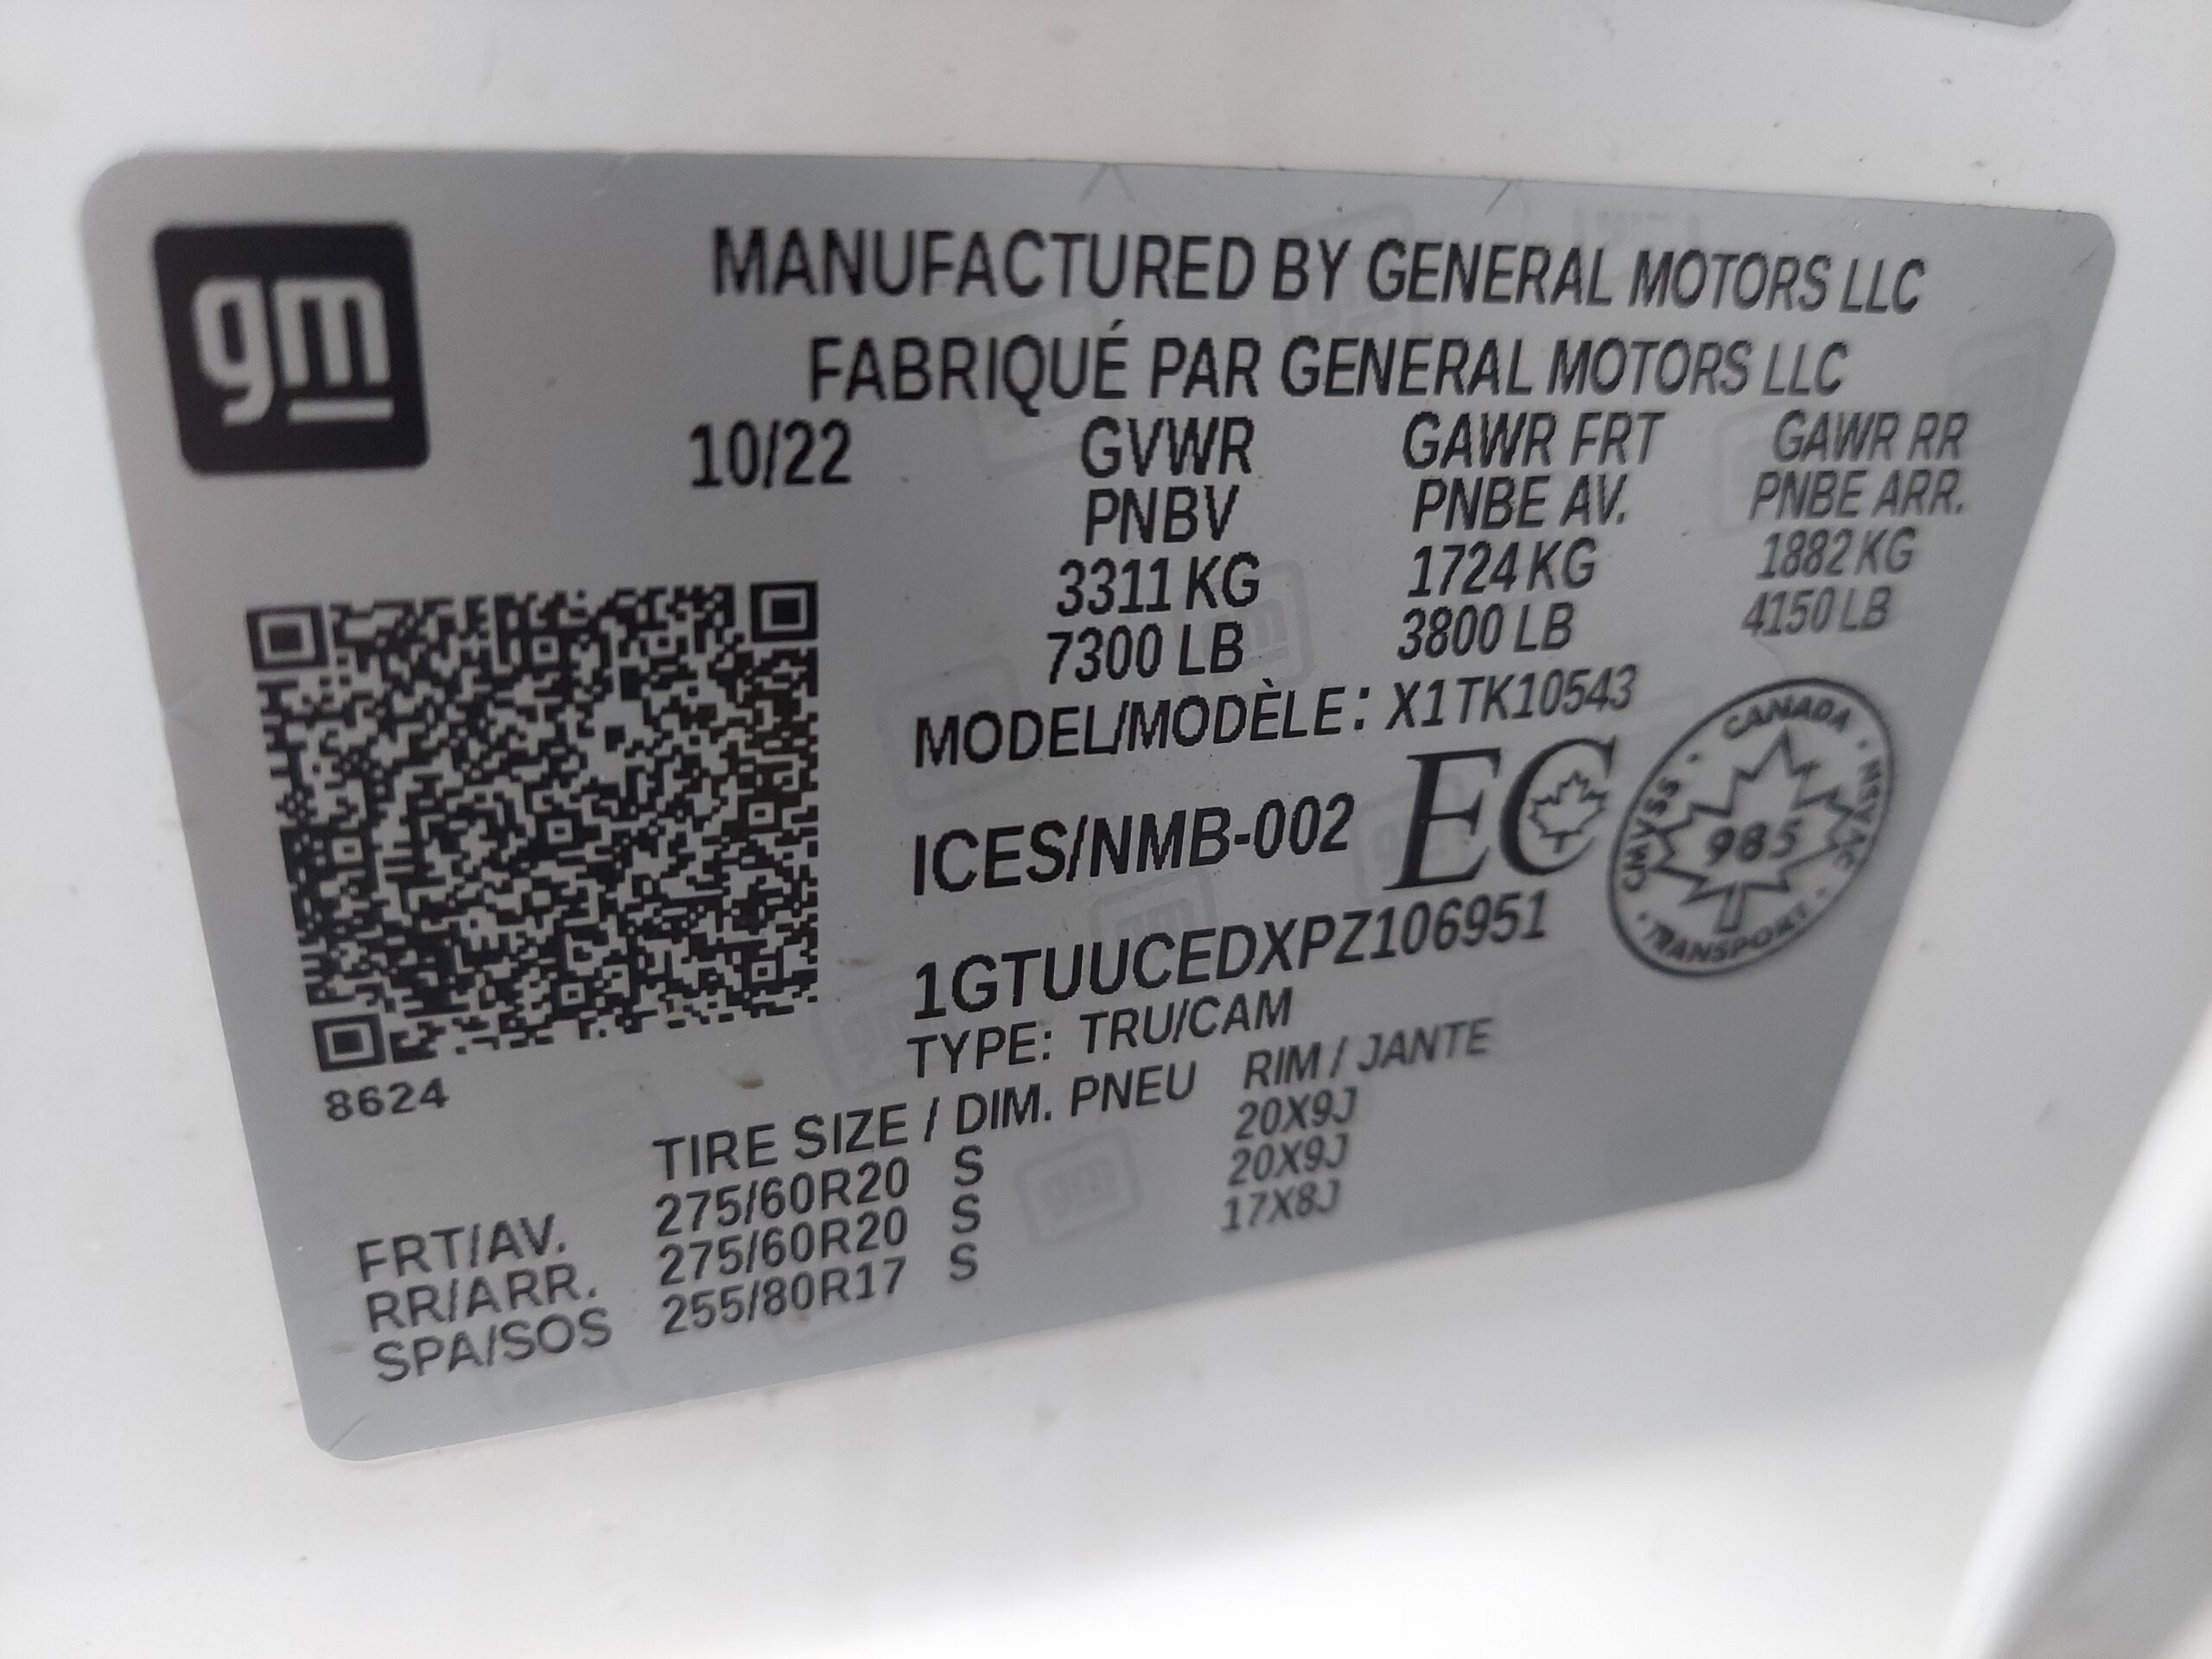 gm
MANUFACTURED BY GENERAL MOTORS LLC
FABRIQUÉ PAR GENERAL MOTORS LLC
10/22 GVWR GAWR FRT GAWR RR
PNBV PNBE AV. PNBE ARR.
3311 KG 1724 KG 1882 KG
7300 LB 3800 LB 4150 LB
MODEL/MODÈLE: X1TK10543
ICES/NMB-002 EC
CANADA · NSVAC · TRANSPORT · CMVSS ·
985
1GTUUCEDXPZ106951
TYPE: TRU/CAM
8624
TIRE SIZE / DIM. PNEU RIM / JANTE
FRT/AV. 275/60R20 S 20X9J
RR/ARR. 275/60R20 S 20X9J
SPA/SOS 255/80R17 S 17X8J